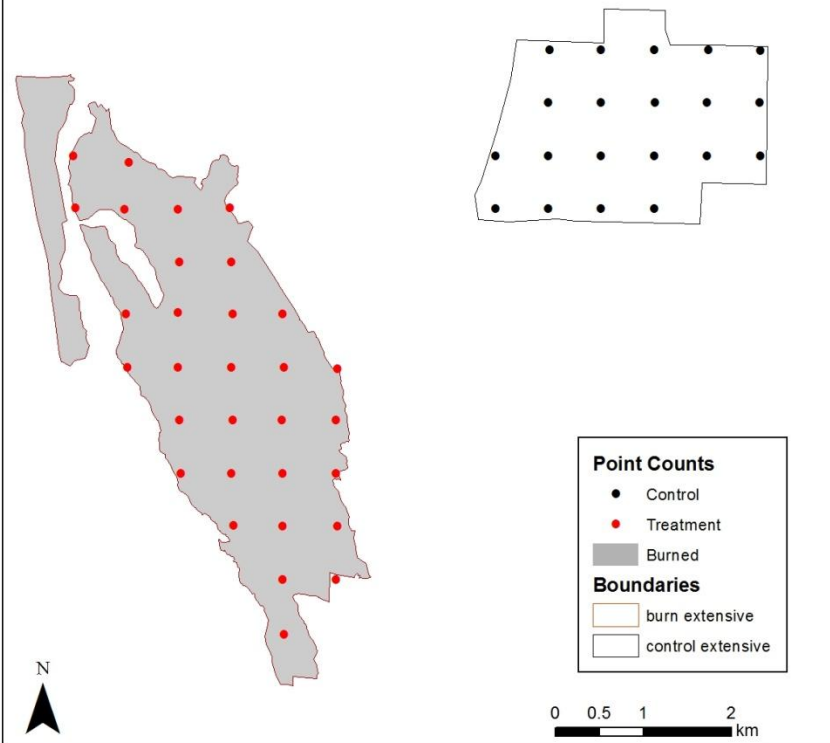 Point Counts
Control
Treatment
Burned
Boundaries
burn extensive
control extensive
N
0 0.5 1 2
km